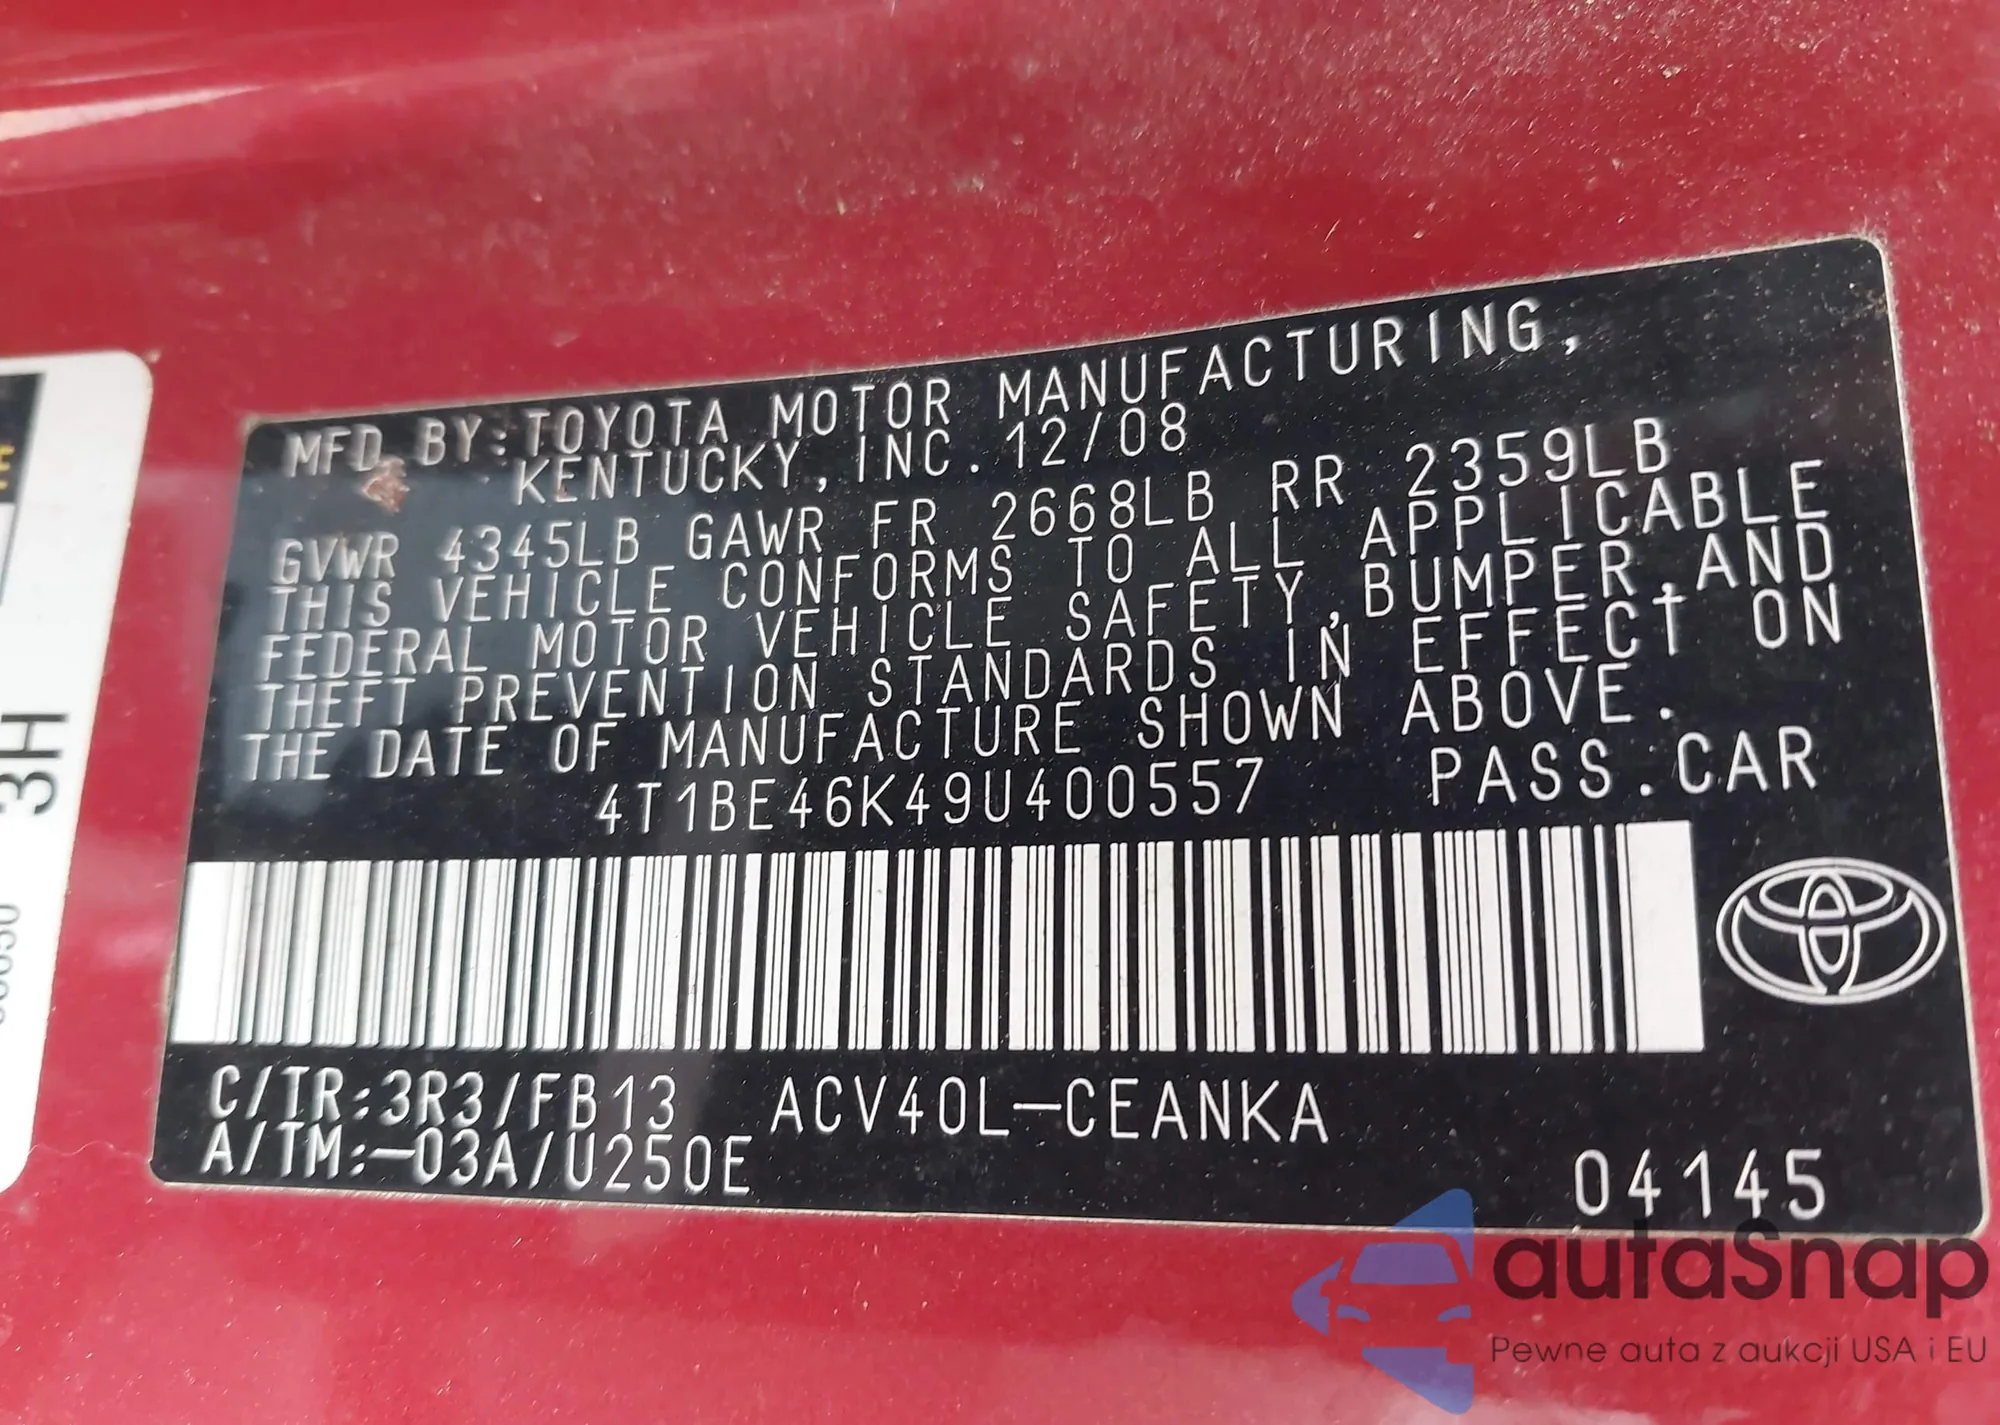 MFD. BY:TOYOTA MOTOR MANUFACTURING,
KENTUCKY, INC. 12/08
GVWR 4345LB GAWR FR 2668LB RR 2359LB
THIS VEHICLE CONFORMS TO ALL APPLICABLE
FEDERAL MOTOR VEHICLE SAFETY,BUMPER,AND
THEFT PREVENTION STANDARDS IN EFFECT ON
THE DATE OF MANUFACTURE SHOWN ABOVE.
4T1BE46K49U400557 PASS.CAR
C/TR:3R3/FB13 ACV40L-CEANKA
A/TM:-03A/U250E
04145
3H
autaSnap
Pewne auta z aukcji USA i EU